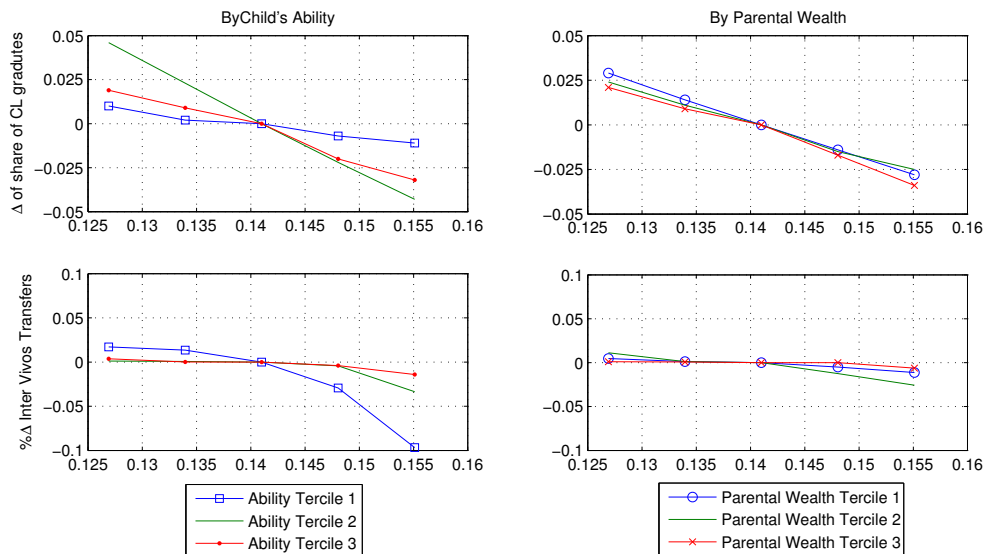 ByChild's Ability
By Parental Wealth
Δ of share of CL gradutes
0.05
0.025
0
−0.025
−0.05
0.125 0.13 0.135 0.14 0.145 0.15 0.155 0.16
0.05
0.025
0
−0.025
−0.05
0.125 0.13 0.135 0.14 0.145 0.15 0.155 0.16
%Δ Inter Vivos Transfers
0.1
0.05
0
−0.05
−0.1
0.125 0.13 0.135 0.14 0.145 0.15 0.155 0.16
0.1
0.05
0
−0.05
−0.1
0.125 0.13 0.135 0.14 0.145 0.15 0.155 0.16
Ability Tercile 1
Ability Tercile 2
Ability Tercile 3
Parental Wealth Tercile 1
Parental Wealth Tercile 2
Parental Wealth Tercile 3